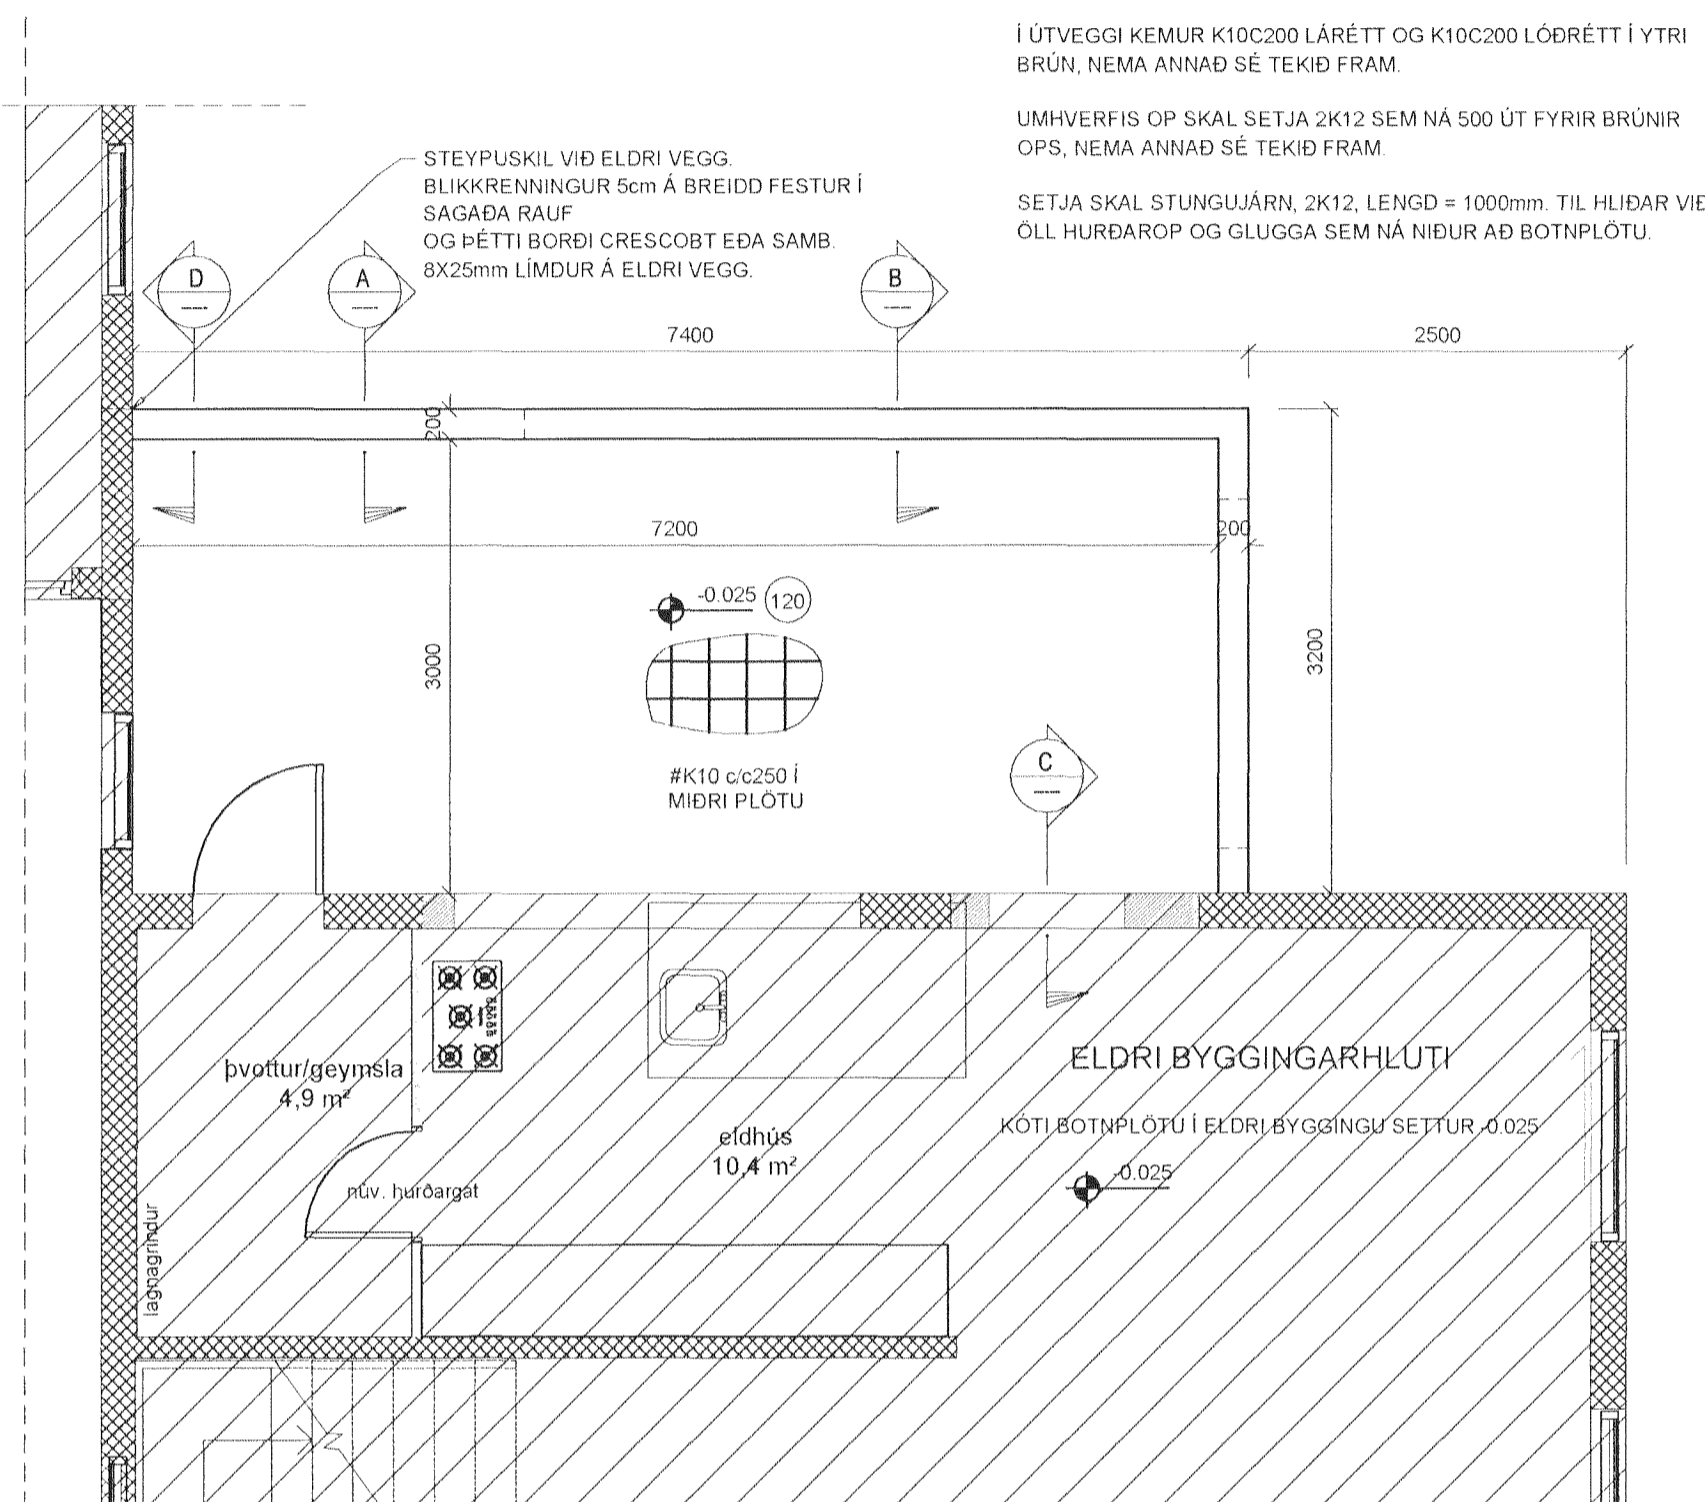 Í ÚTVEGGI KEMUR K10C200 LÁRÉTT OG K10C200 LÓÐRÉTT Í YTRI
BRÚN, NEMA ANNAÐ SÉ TEKIÐ FRAM.
UMHVERFIS OP SKAL SETJA 2K12 SEM NÁ 500 ÚT FYRIR BRÚNIR
OPS, NEMA ANNAÐ SÉ TEKIÐ FRAM.
SETJA SKAL STUNGUJÁRN, 2K12, LENGD = 1000mm. TIL HLIÐAR VIÐ
ÖLL HURÐAROP OG GLUGGA SEM NÁ NIÐUR AÐ BOTNPLÖTU.
STEYPUSKIL VIÐ ELDRI VEGG.
BLIKKRENNINGUR 5cm Á BREIDD FESTUR Í
SAGAÐA RAUF
OG ÞÉTTI BORÐI CRESCOBT EÐA SAMB.
8X25mm LÍMDUR Á ELDRI VEGG.
D
A
B
7400
2500
200
7200
200
-0.025
120
3000
3200
#K10 c/c250 Í
MIÐRI PLÖTU
C
þvottur/geymsla
4,9 m²
ELDRI BYGGINGARHLUTI
KÓTI BOTNPLÖTU Í ELDRI BYGGINGU SETTUR -0.025
eldhús
10,4 m²
-0.025
núv. hurðargat
lagnagrindur